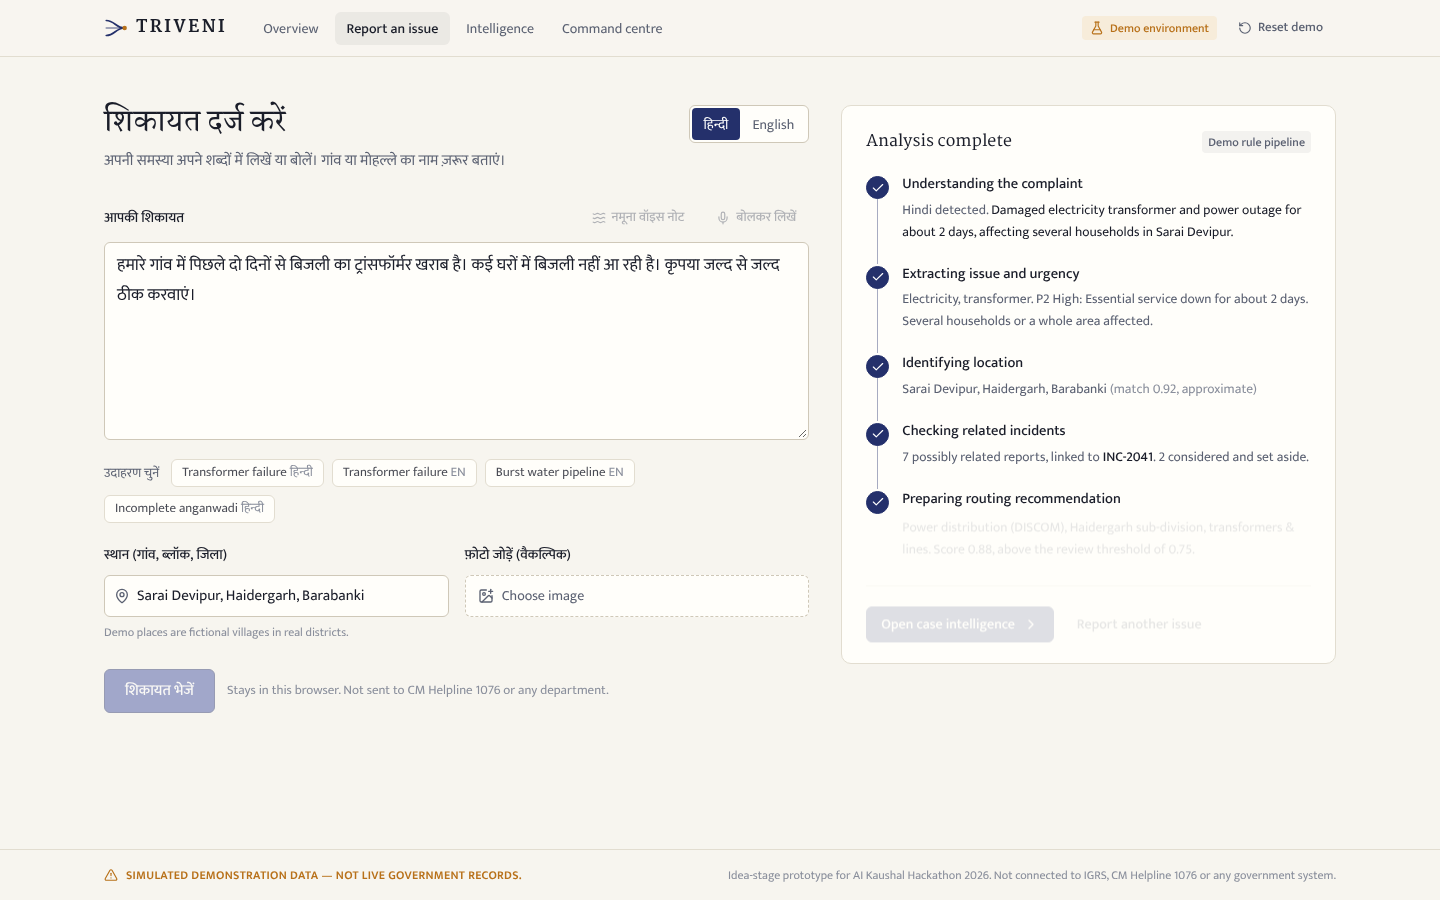 TRIVENI
Overview
Report an issue
Intelligence
Command centre
Demo environment
Reset demo
शिकायत दर्ज करें
हिन्दी
English
अपनी समस्या अपने शब्दों में लिखें या बोलें। गांव या मोहल्ले का नाम ज़रूर बताएं।
आपकी शिकायत
नमूना वॉइस नोट
बोलकर लिखें
हमारे गांव में पिछले दो दिनों से बिजली का ट्रांसफॉर्मर खराब है। कई घरों में बिजली नहीं आ रही है। कृपया जल्द से जल्द
ठीक करवाएं।
उदाहरण चुनें
Transformer failure हिन्दी
Transformer failure EN
Burst water pipeline EN
Incomplete anganwadi हिन्दी
स्थान (गांव, ब्लॉक, जिला)
फ़ोटो जोड़ें (वैकल्पिक)
Sarai Devipur, Haidergarh, Barabanki
Choose image
Demo places are fictional villages in real districts.
शिकायत भेजें
Stays in this browser. Not sent to CM Helpline 1076 or any department.
Analysis complete
Demo rule pipeline
Understanding the complaint
Hindi detected. Damaged electricity transformer and power outage for
about 2 days, affecting several households in Sarai Devipur.
Extracting issue and urgency
Electricity, transformer. P2 High: Essential service down for about 2 days.
Several households or a whole area affected.
Identifying location
Sarai Devipur, Haidergarh, Barabanki (match 0.92, approximate)
Checking related incidents
7 possibly related reports, linked to INC-2041. 2 considered and set aside.
Preparing routing recommendation
Power distribution (DISCOM), Haidergarh sub-division, transformers &
lines. Score 0.88, above the review threshold of 0.75.
Open case intelligence
Report another issue
SIMULATED DEMONSTRATION DATA — NOT LIVE GOVERNMENT RECORDS.
Idea-stage prototype for AI Kaushal Hackathon 2026. Not connected to IGRS, CM Helpline 1076 or any government system.